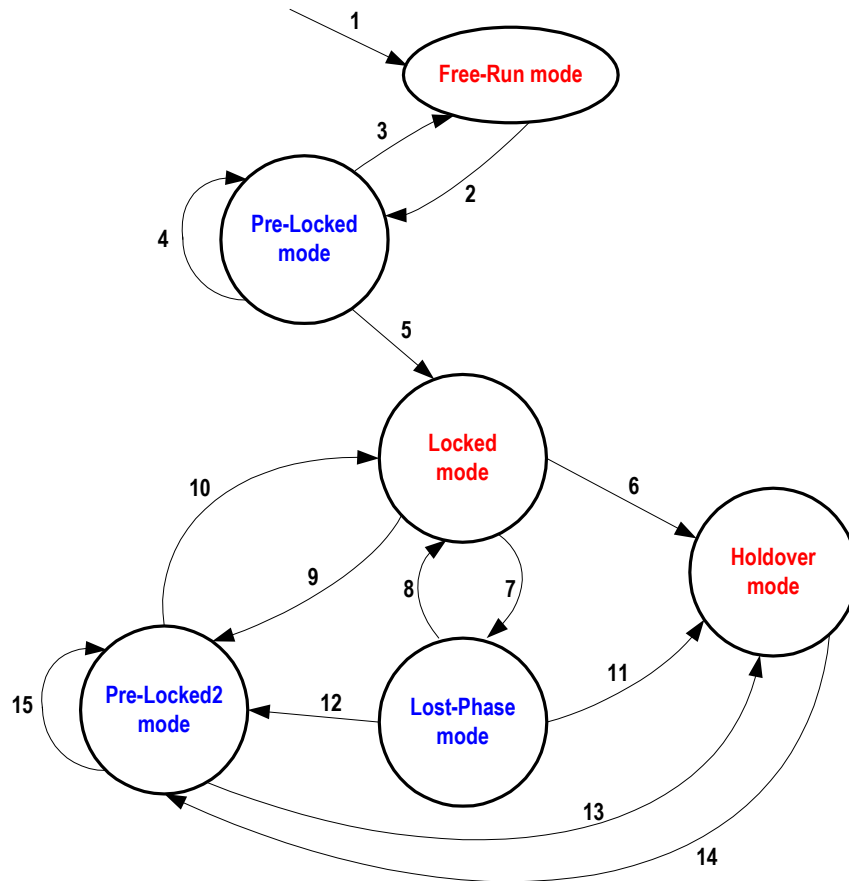 1
Free-Run mode
3
2
Pre-Locked
mode
4
5
Locked
mode
10
6
Holdover
mode
9
8
7
11
Pre-Locked2
mode
15
12
Lost-Phase
mode
13
14